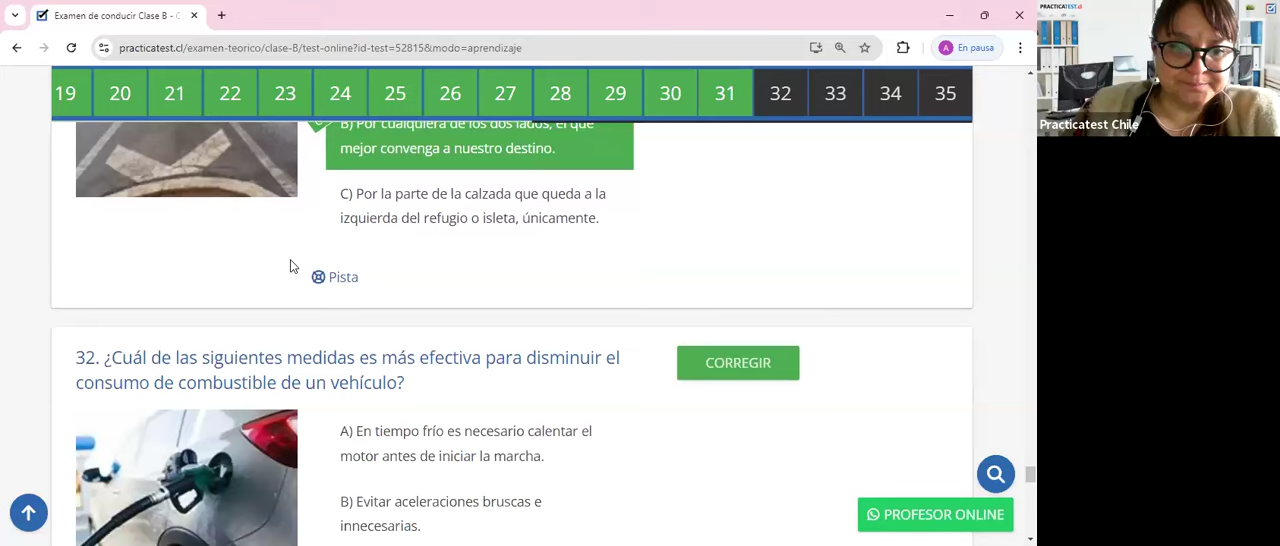 Examen de conducir Clase B - C
practicatest.cl/examen-teorico/clase-B/test-online?id-test=52815&modo=aprendizaje
A
En pausa
19 20 21 22 23 24 25 26 27 28 29 30 31 32 33 34 35
B) Por cualquiera de los dos lados, el que
mejor convenga a nuestro destino.
C) Por la parte de la calzada que queda a la
izquierda del refugio o isleta, únicamente.
Pista
32. ¿Cuál de las siguientes medidas es más efectiva para disminuir el
consumo de combustible de un vehículo?
CORREGIR
A) En tiempo frío es necesario calentar el
motor antes de iniciar la marcha.
B) Evitar aceleraciones bruscas e
innecesarias.
PROFESOR ONLINE
PRACTICATEST.cl
Practicatest Chile